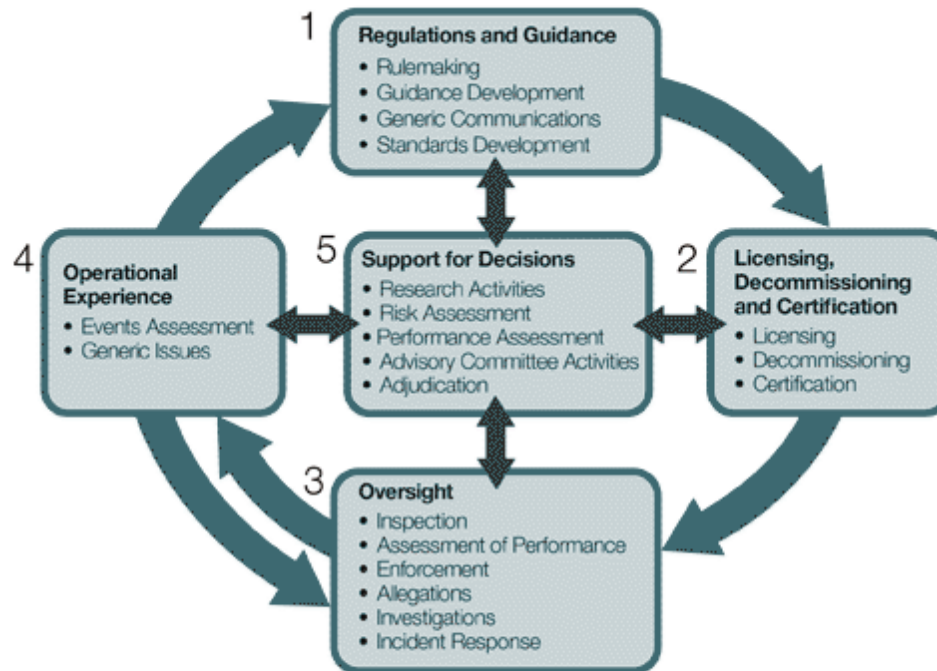 1
Regulations and Guidance
• Rulemaking
• Guidance Development
• Generic Communications
• Standards Development
4
Operational
Experience
• Events Assessment
• Generic Issues
5
Support for Decisions
• Research Activities
• Risk Assessment
• Performance Assessment
• Advisory Committee Activities
• Adjudication
2
Licensing,
Decommissioning
and Certification
• Licensing
• Decommissioning
• Certification
3
Oversight
• Inspection
• Assessment of Performance
• Enforcement
• Allegations
• Investigations
• Incident Response